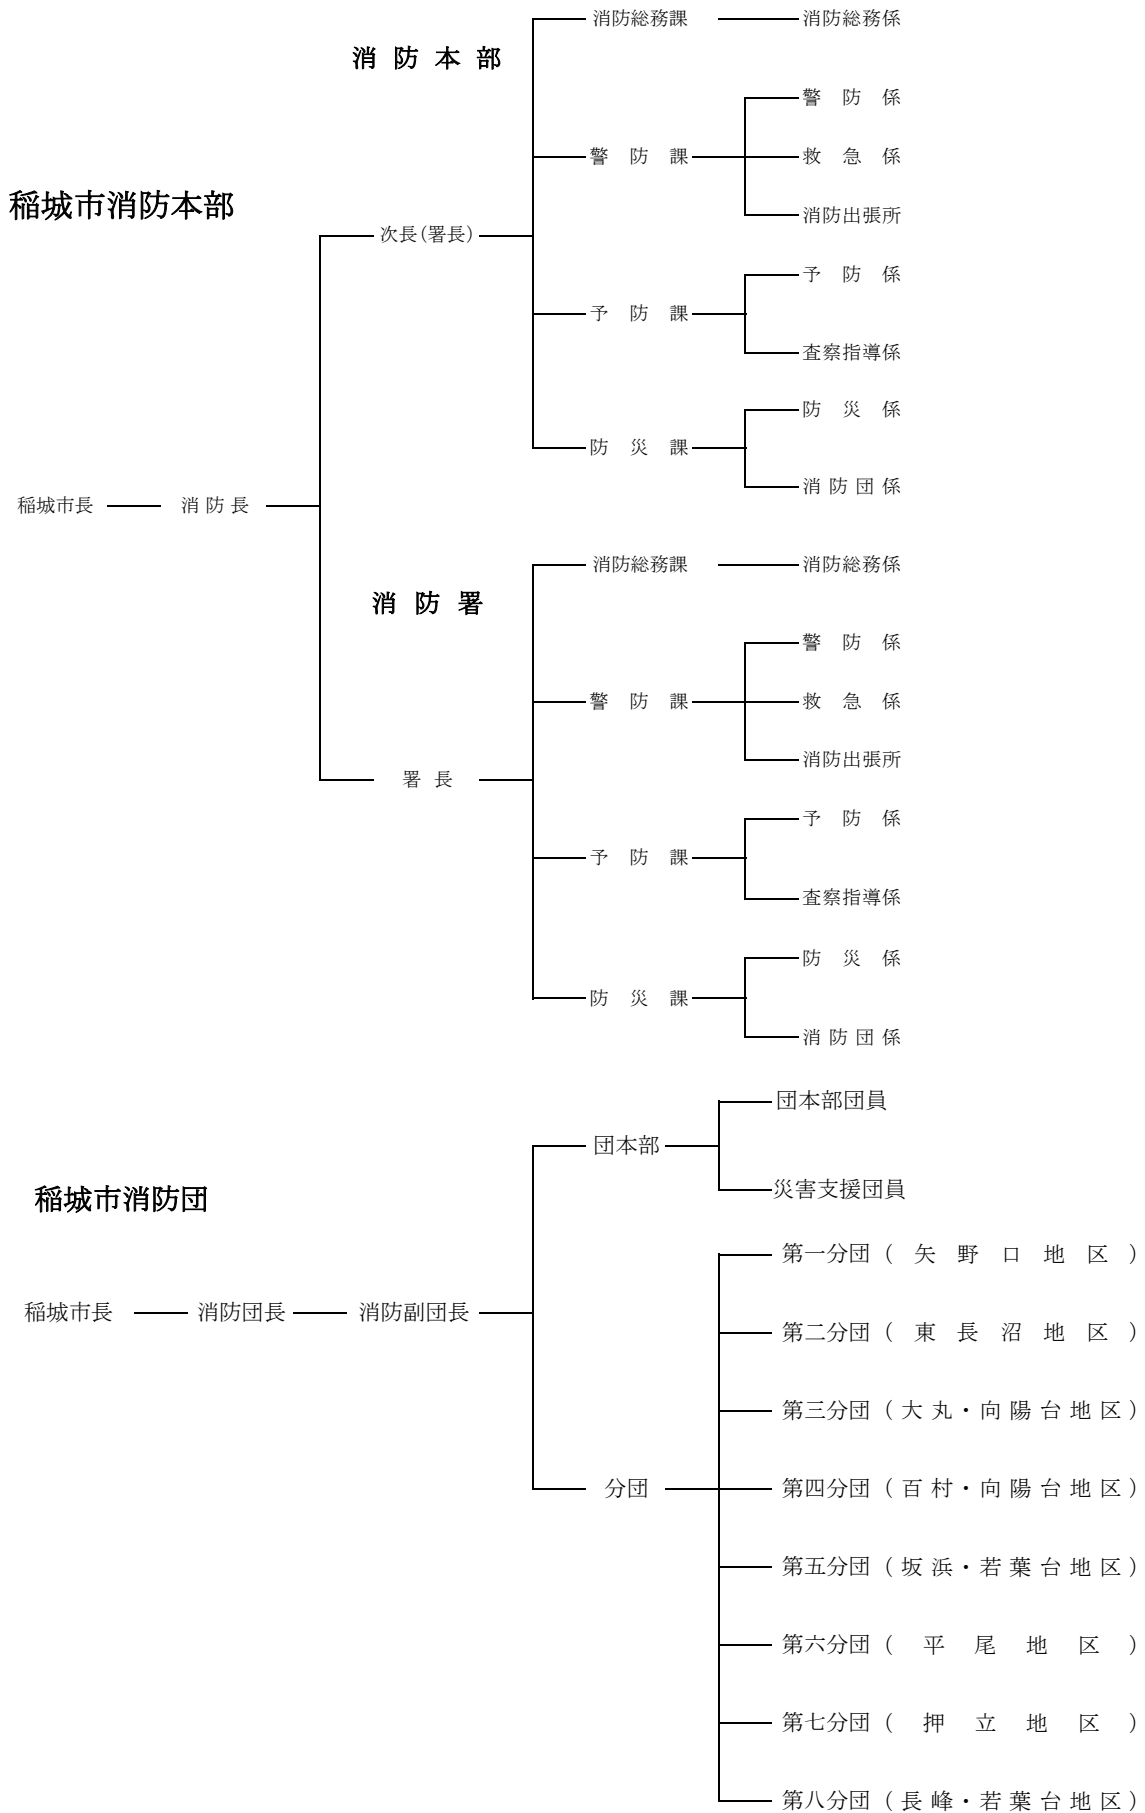 消防総務課 消防総務係
消防本部
警防係
警防課 救急係
稲城市消防本部
消防出張所
次長(署長)
予防係
予防課
査察指導係
防災係
防災課
消防団係
稲城市長 消防長
消防総務課 消防総務係
消防署
警防係
警防課 救急係
消防出張所
署長
予防係
予防課
査察指導係
防災係
防災課
消防団係
団本部団員
団本部
災害支援団員
稲城市消防団
第一分団(矢野口地区)
稲城市長 消防団長 消防副団長
第二分団(東長沼地区)
第三分団(大丸・向陽台地区)
分団 第四分団(百村・向陽台地区)
第五分団(坂浜・若葉台地区)
第六分団(平尾地区)
第七分団(押立地区)
第八分団(長峰・若葉台地区)